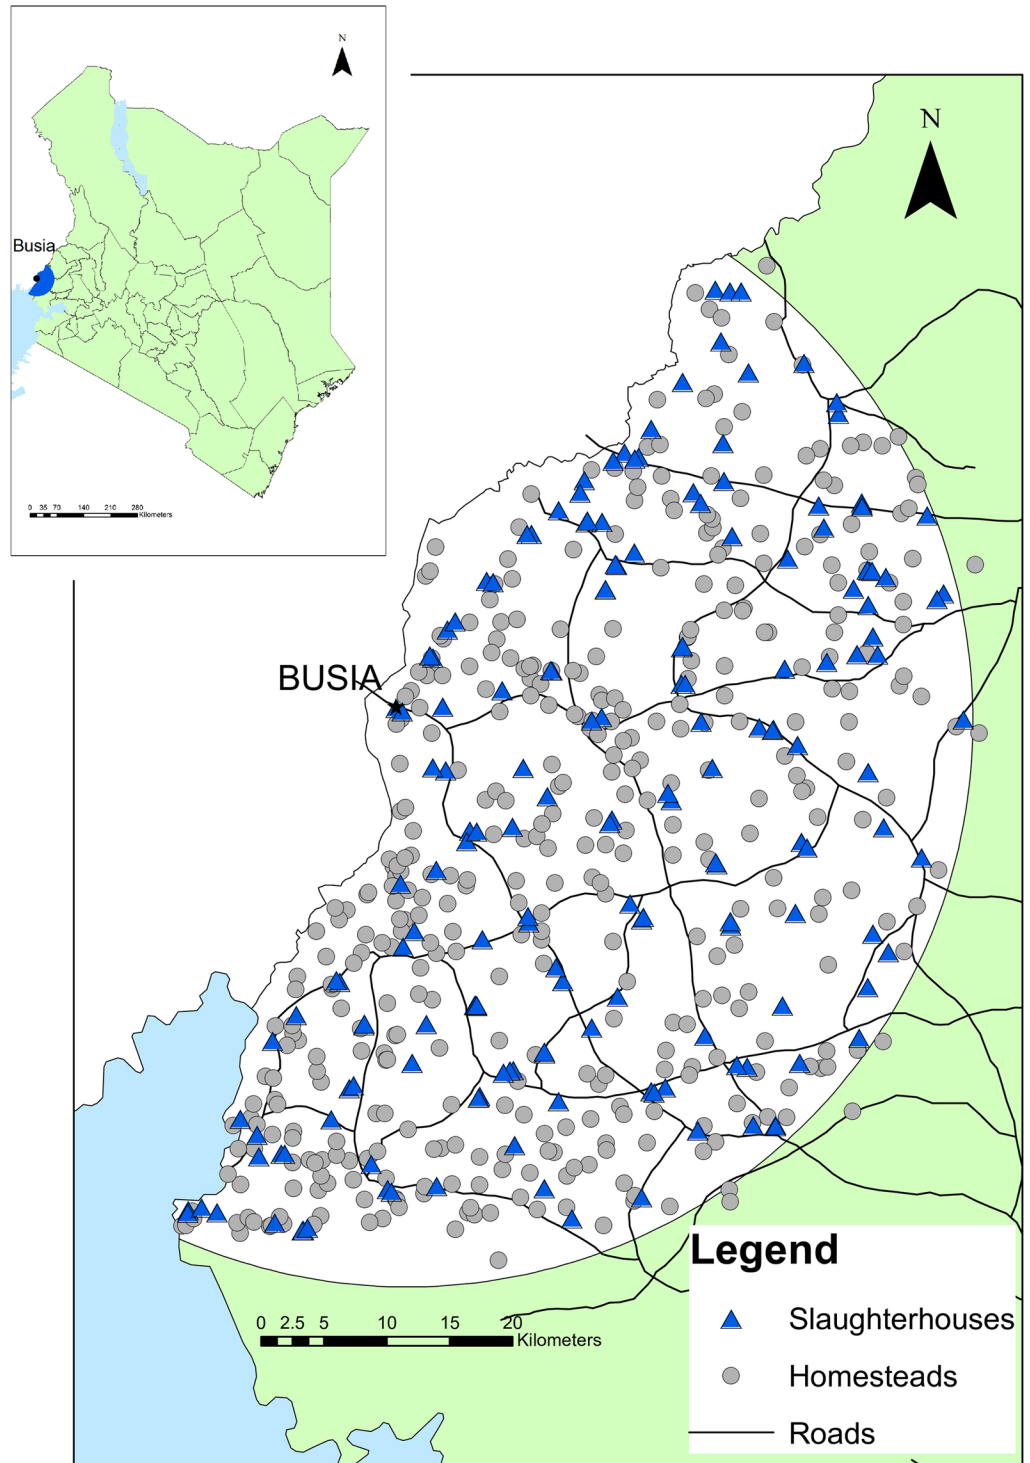 N
Busia
0 35 70 140 210 280
Kilometers
N
BUSIA
0 2.5 5 10 15 20
Kilometers
Legend
Slaughterhouses
Homesteads
Roads